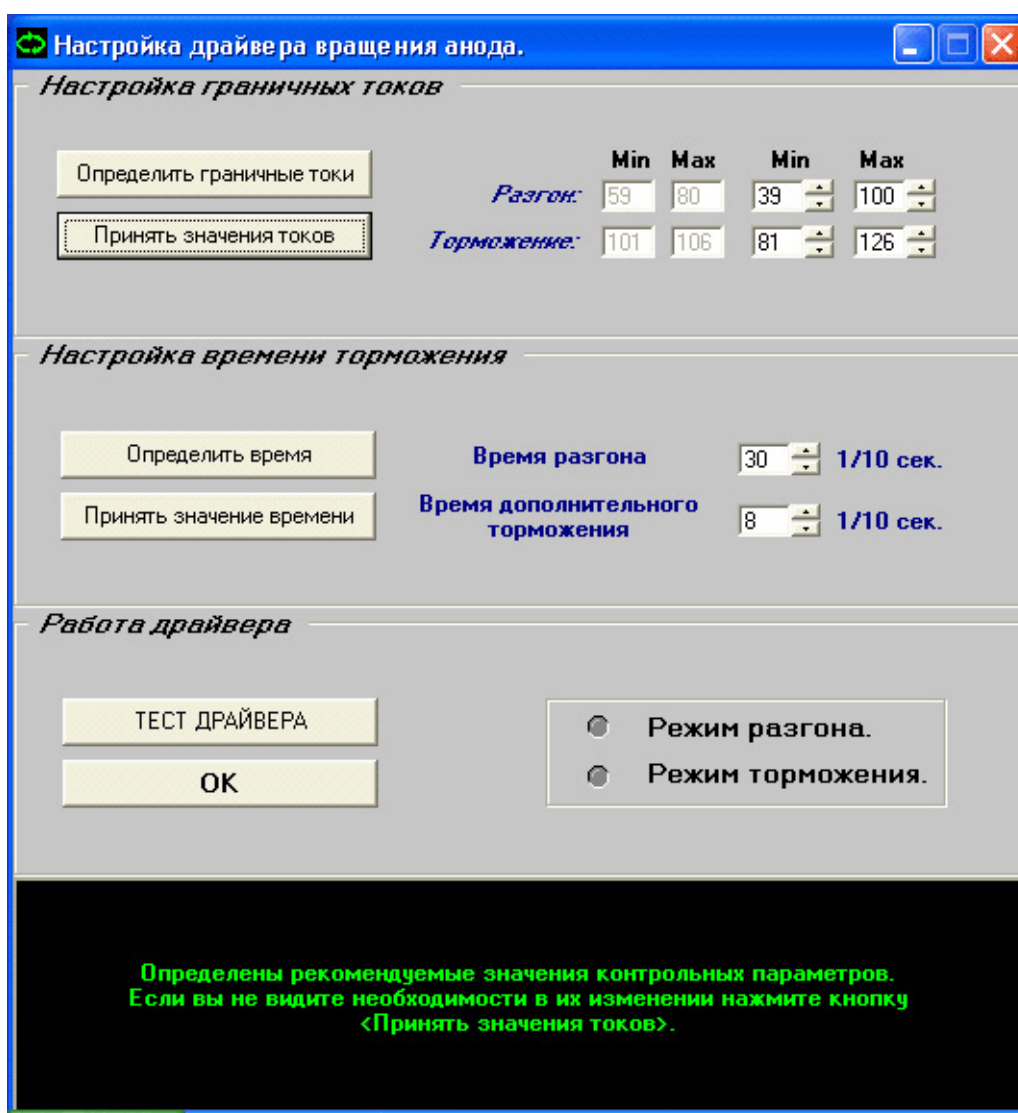 Настройка драйвера вращения анода.
Настройка граничных токов
Min Max Min Max
Определить граничные токи
Разгон: 59 80 39 100
Принять значения токов
Торможение: 101 106 81 126
Настройка времени торможения
Определить время
Время разгона 30 1/10 сек.
Принять значение времени
Время дополнительного
торможения
8 1/10 сек.
Работа драйвера
ТЕСТ ДРАЙВЕРА
Режим разгона.
OK
Режим торможения.
Определены рекомендуемые значения контрольных параметров.
Если вы не видите необходимости в их изменении нажмите кнопку
<Принять значения токов>.